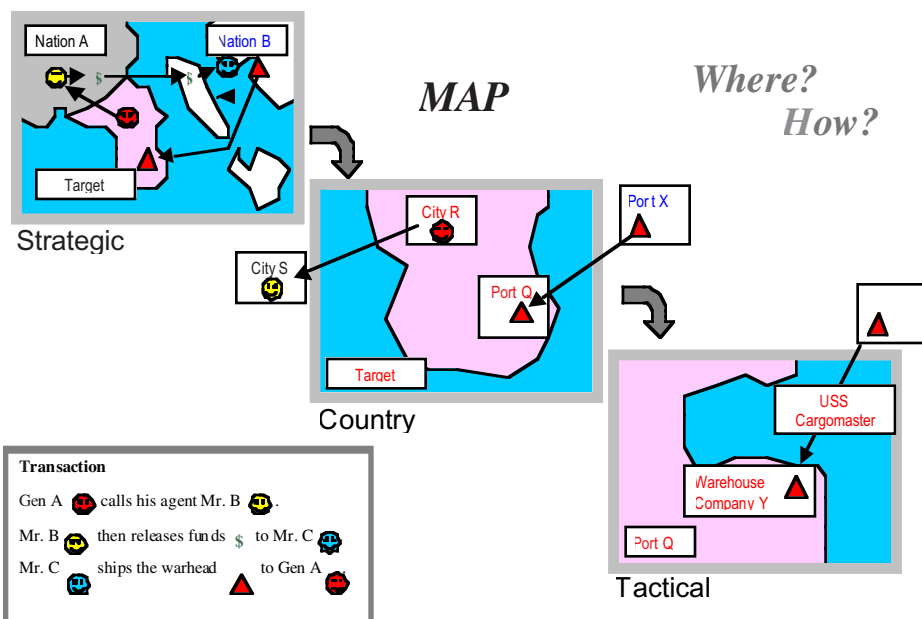 Nation A
Nation B
$
$
Target
Strategic
MAP
Where?
How?
City R
City S
Port X
Port Q
Target
Country
USS
Cargomaster
Warehouse
Company Y
Port Q
Tactical
Transaction
Gen A calls his agent Mr. B .
Mr. B then releases funds $ to Mr. C
Mr. C ships the warhead to Gen A .